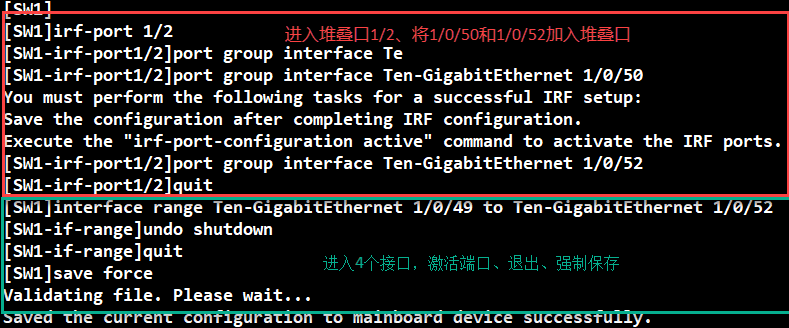 [SW1]
[SW1]irf-port 1/2
进入堆叠口1/2、将1/0/50和1/0/52加入堆叠口
[SW1-irf-port1/2]port group interface Te
[SW1-irf-port1/2]port group interface Ten-GigabitEthernet 1/0/50
You must perform the following tasks for a successful IRF setup:
Save the configuration after completing IRF configuration.
Execute the "irf-port-configuration active" command to activate the IRF ports.
[SW1-irf-port1/2]port group interface Ten-GigabitEthernet 1/0/52
[SW1-irf-port1/2]quit
[SW1]interface range Ten-GigabitEthernet 1/0/49 to Ten-GigabitEthernet 1/0/52
[SW1-if-range]undo shutdown
[SW1-if-range]quit
进入4个接口，激活端口、退出、强制保存
[SW1]save force
Validating file. Please wait...
Saved the current configuration to mainboard device successfully.